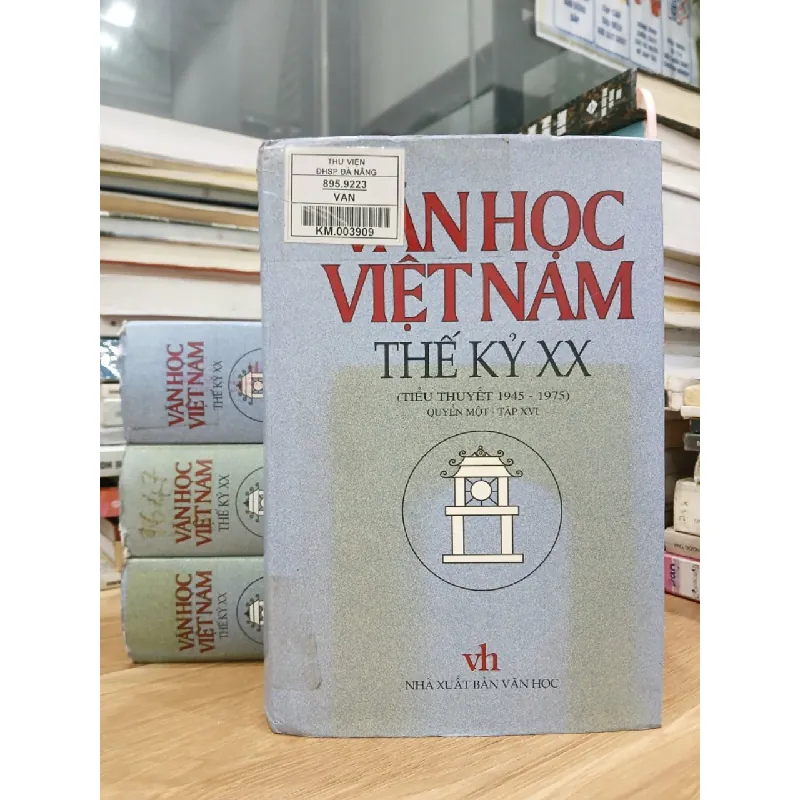 THƯ VIỆN
ĐHSP ĐÀ NẴNG
895.9223
VAN
KM.003909
VĂN HỌC
VIỆT NAM
THẾ KỶ XX
(TIỂU THUYẾT 1945 - 1975)
QUYỂN MỘT - TẬP XVI
vh
NHÀ XUẤT BẢN VĂN HỌC
VĂN HỌC
VIỆT NAM
THẾ KỶ XX
VĂN HỌC
VIỆT NAM
THẾ KỶ XX
VĂN HỌC
VIỆT NAM
THẾ KỶ XX